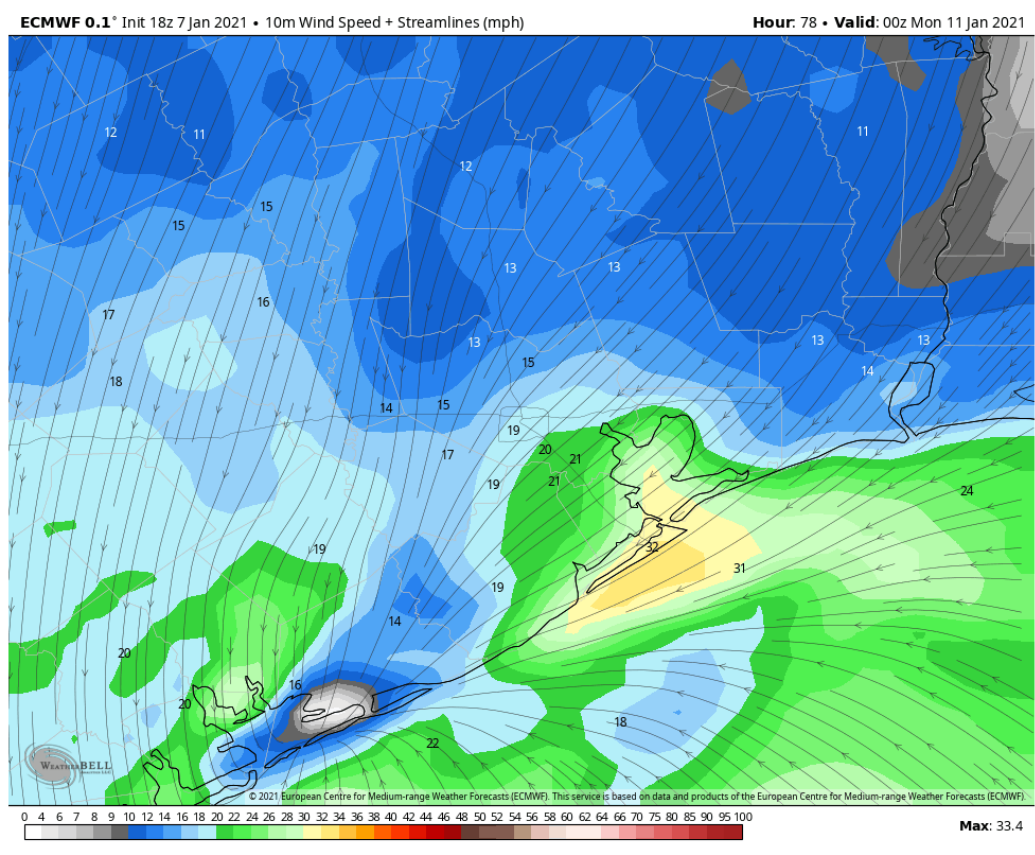 ECMWF 0.1° Init 18z 7 Jan 2021 • 10m Wind Speed + Streamlines (mph) Hour: 78 • Valid: 00z Mon 11 Jan 2021
12 11 11
12
15 15
13 13
16
17
13 13 13
15
18 14
14 15
19
17 20 21
19 21 24
19 32
31
19
14
20
16
20 18
22
WEATHERBELL
© 2021 European Centre for Medium-range Weather Forecasts (ECMWF). This service is based on data and products of the European Centre for Medium-range Weather Forecasts (ECMWF).
0 4 6 7 8 9 10 12 14 16 18 20 22 24 26 28 30 32 34 36 38 40 42 44 46 48 50 52 54 56 58 60 62 64 66 70 75 80 85 90 95 100
Max: 33.4